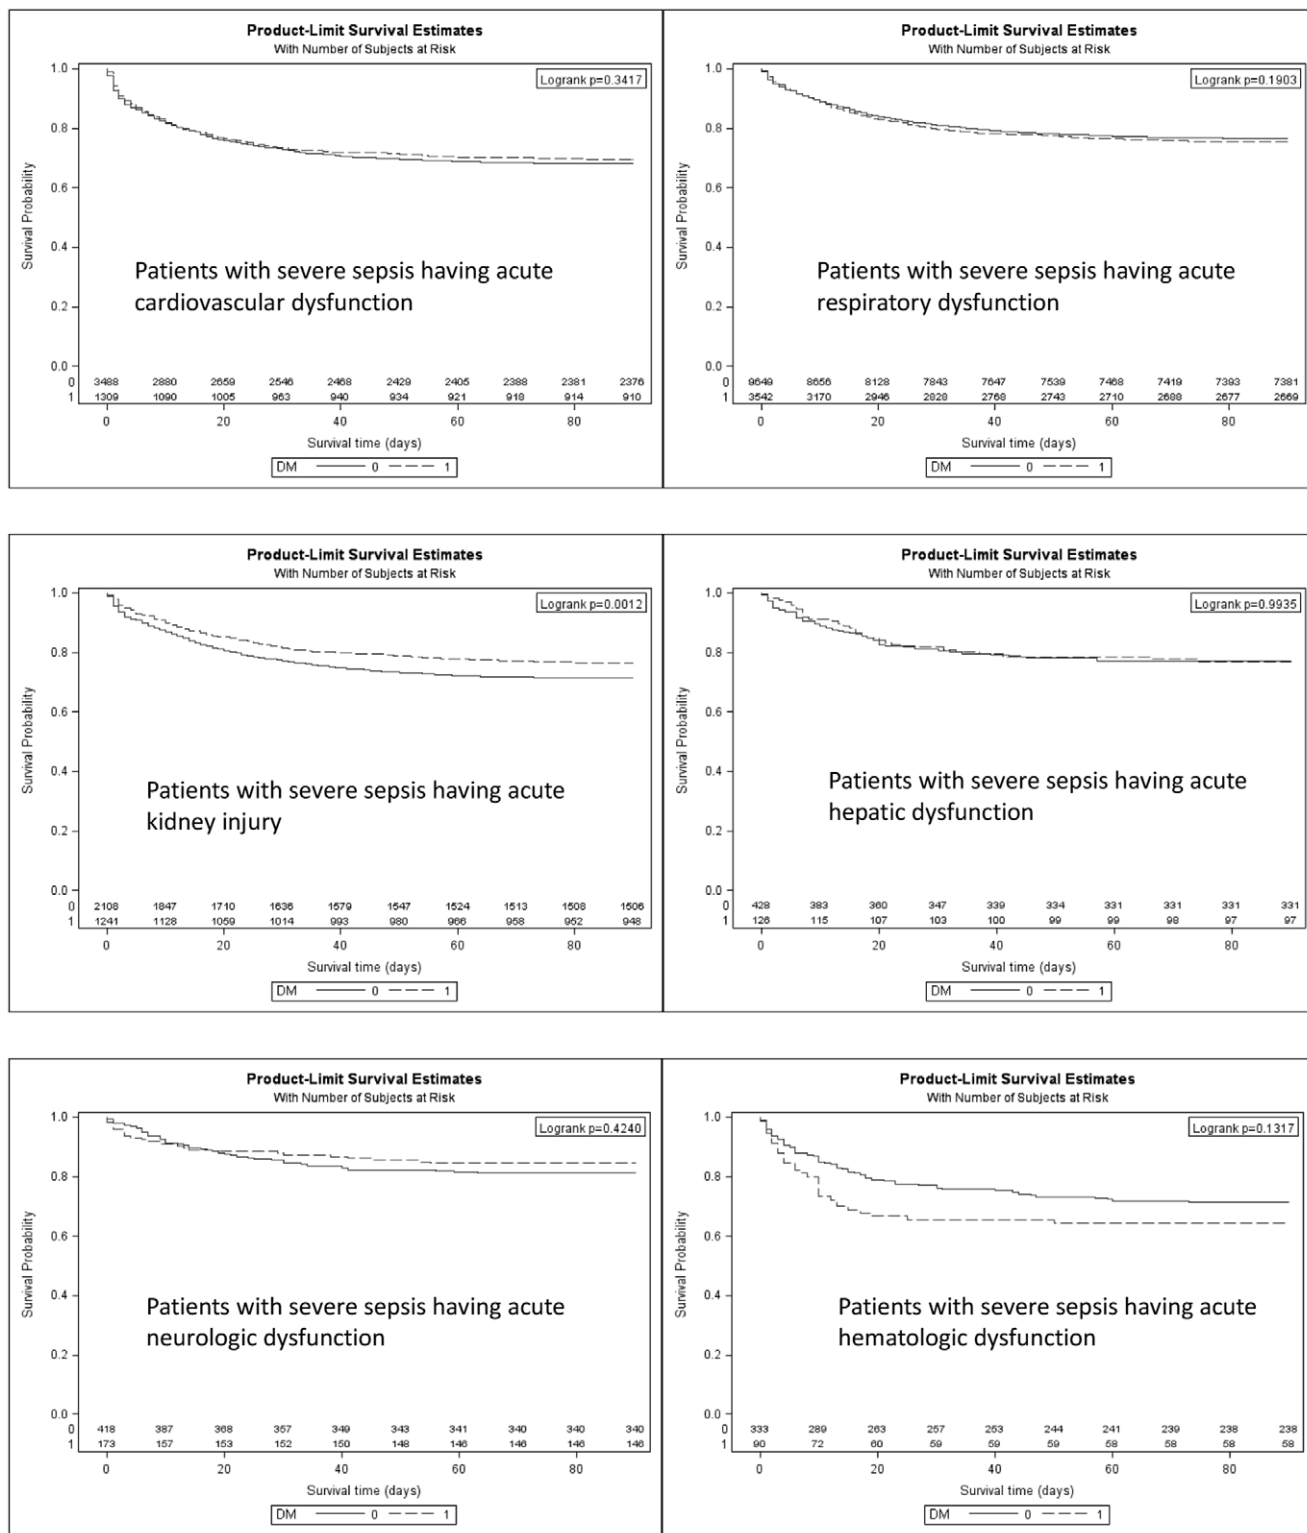 Product-Limit Survival Estimates
With Number of Subjects at Risk
Logrank p=0.3417
1.0
0.8
0.6
0.4
0.2
0.0
Survival Probability
Patients with severe sepsis having acute
cardiovascular dysfunction
0 3488 2880 2659 2546 2468 2429 2405 2388 2381 2376
1 1309 1090 1005 963 940 934 921 918 914 910
0 20 40 60 80
Survival time (days)
DM 0 1
Product-Limit Survival Estimates
With Number of Subjects at Risk
Logrank p=0.1903
1.0
0.8
0.6
0.4
0.2
0.0
Survival Probability
Patients with severe sepsis having acute
respiratory dysfunction
0 9649 8656 8128 7843 7647 7539 7468 7419 7393 7381
1 3542 3170 2946 2828 2768 2743 2710 2688 2677 2669
0 20 40 60 80
Survival time (days)
DM 0 1
Product-Limit Survival Estimates
With Number of Subjects at Risk
Logrank p=0.0012
1.0
0.8
0.6
0.4
0.2
0.0
Survival Probability
Patients with severe sepsis having acute
kidney injury
0 2108 1847 1710 1636 1579 1547 1524 1513 1508 1506
1 1241 1128 1059 1014 993 980 966 958 952 948
0 20 40 60 80
Survival time (days)
DM 0 1
Product-Limit Survival Estimates
With Number of Subjects at Risk
Logrank p=0.9935
1.0
0.8
0.6
0.4
0.2
0.0
Survival Probability
Patients with severe sepsis having acute
hepatic dysfunction
0 428 383 360 347 339 334 331 331 331 331
1 126 115 107 103 100 99 99 98 97 97
0 20 40 60 80
Survival time (days)
DM 0 1
Product-Limit Survival Estimates
With Number of Subjects at Risk
Logrank p=0.4240
1.0
0.8
0.6
0.4
0.2
0.0
Survival Probability
Patients with severe sepsis having acute
neurologic dysfunction
0 418 387 368 357 349 343 341 340 340 340
1 173 157 153 152 150 148 146 146 146 146
0 20 40 60 80
Survival time (days)
DM 0 1
Product-Limit Survival Estimates
With Number of Subjects at Risk
Logrank p=0.1317
1.0
0.8
0.6
0.4
0.2
0.0
Survival Probability
Patients with severe sepsis having acute
hematologic dysfunction
0 333 289 263 257 253 244 241 239 238 238
1 90 72 60 59 59 59 58 58 58 58
0 20 40 60 80
Survival time (days)
DM 0 1